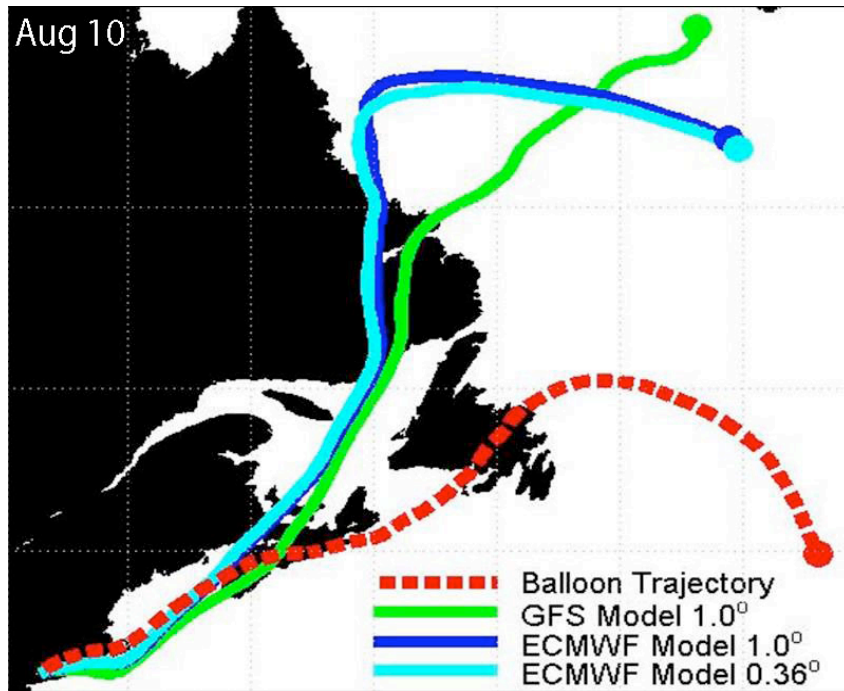 Aug 10
Balloon Trajectory
GFS Model 1.0°
ECMWF Model 1.0°
ECMWF Model 0.36°